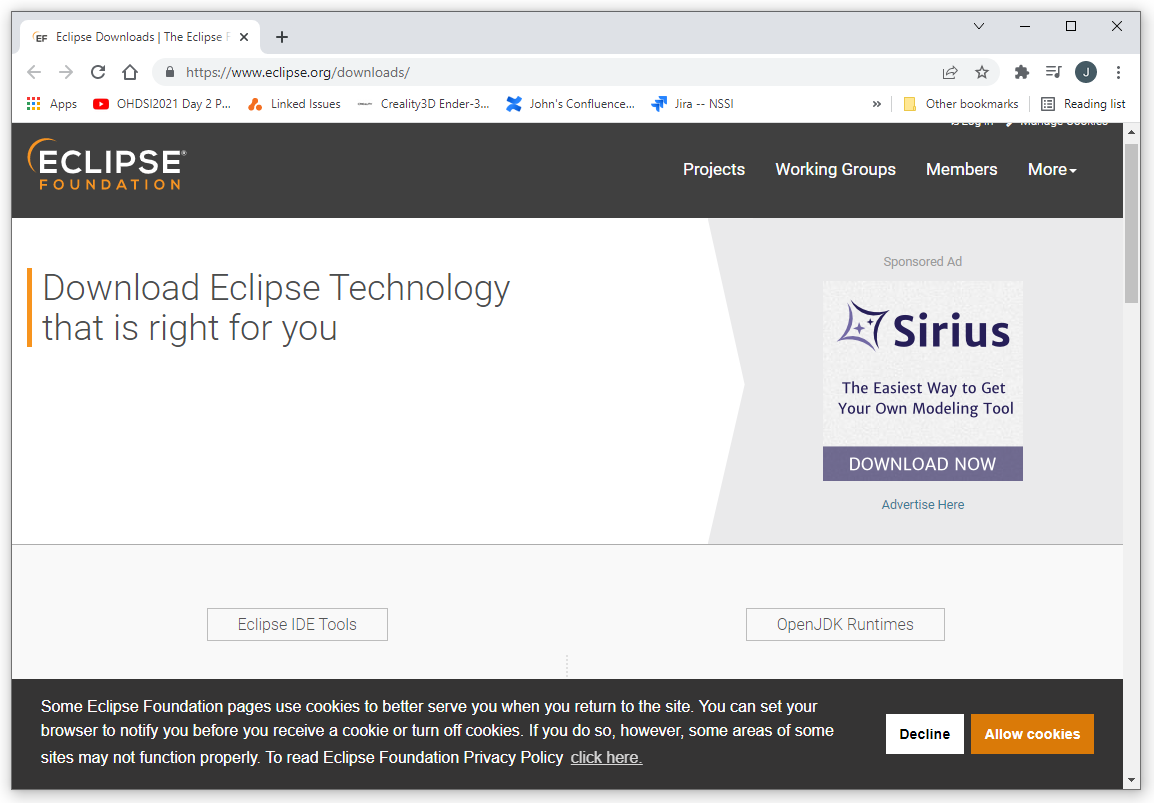 EF Eclipse Downloads | The Eclipse F
https://www.eclipse.org/downloads/
J
Apps OHDSI2021 Day 2 P... Linked Issues Creality3D Ender-3... John's Confluence... Jira -- NSSI » Other bookmarks Reading list
Log in Manage Cookies
ECLIPSE®
FOUNDATION
Projects Working Groups Members More
Download Eclipse Technology
that is right for you
Sponsored Ad
Sirius
The Easiest Way to Get
Your Own Modeling Tool
DOWNLOAD NOW
Advertise Here
Eclipse IDE Tools OpenJDK Runtimes
Some Eclipse Foundation pages use cookies to better serve you when you return to the site. You can set your
browser to notify you before you receive a cookie or turn off cookies. If you do so, however, some areas of some
sites may not function properly. To read Eclipse Foundation Privacy Policy click here.
Decline Allow cookies